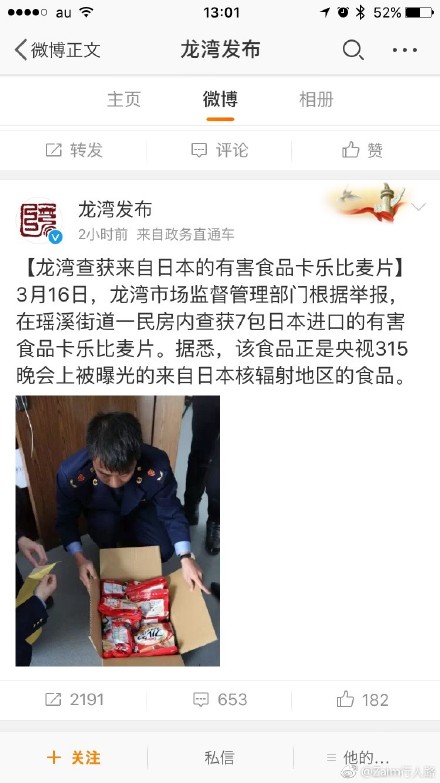 au 13:01 52%
微博正文 龙湾发布
主页 微博 相册
转发 评论 赞
龙湾发布
2小时前 来自政务直通车
【龙湾查获来自日本的有害食品卡乐比麦片】
3月16日，龙湾市场监督管理部门根据举报，
在瑶溪街道一民房内查获7包日本进口的有害
食品卡乐比麦片。据悉，该食品正是央视315
晚会上被曝光的来自日本核辐射地区的食品。
2191 653 182
+ 关注 私信 他的...